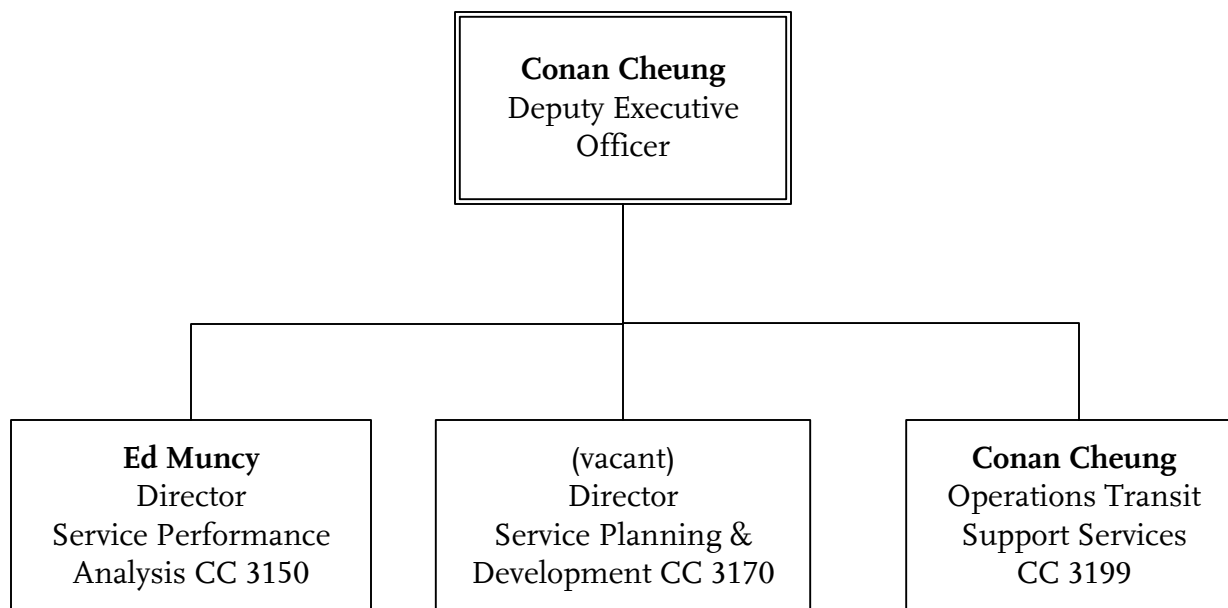 Conan Cheung
Deputy Executive
Officer
Ed Muncy
Director
Service Performance
Analysis CC 3150
(vacant)
Director
Service Planning &
Development CC 3170
Conan Cheung
Operations Transit
Support Services
CC 3199